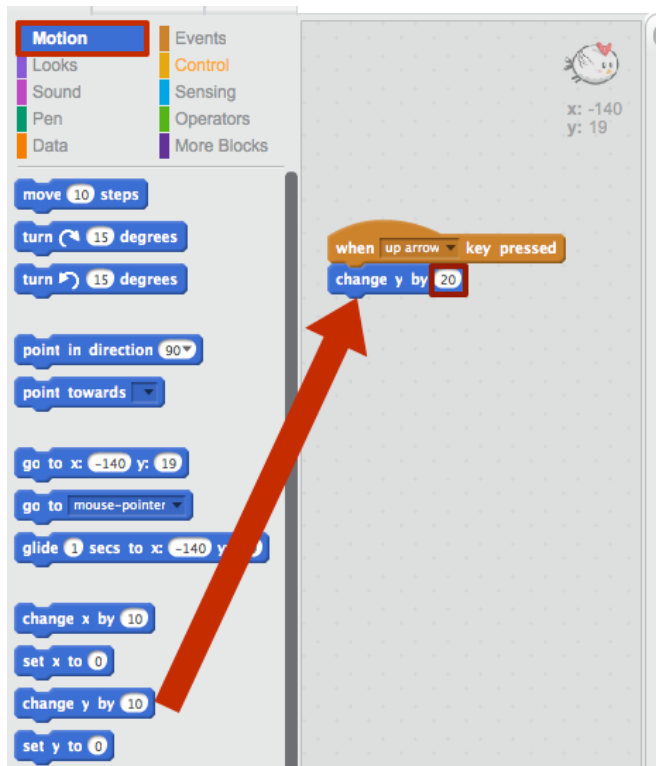 Motion
Looks
Sound
Pen
Data
Events
Control
Sensing
Operators
More Blocks
move 10 steps
turn 15 degrees
turn 15 degrees
point in direction 90
point towards
go to x: -140 y: 19
go to mouse-pointer
glide 1 secs to x: -140 y
change x by 10
set x to 0
change y by 10
set y to 0
x: -140
y: 19
when up arrow key pressed
change y by 20